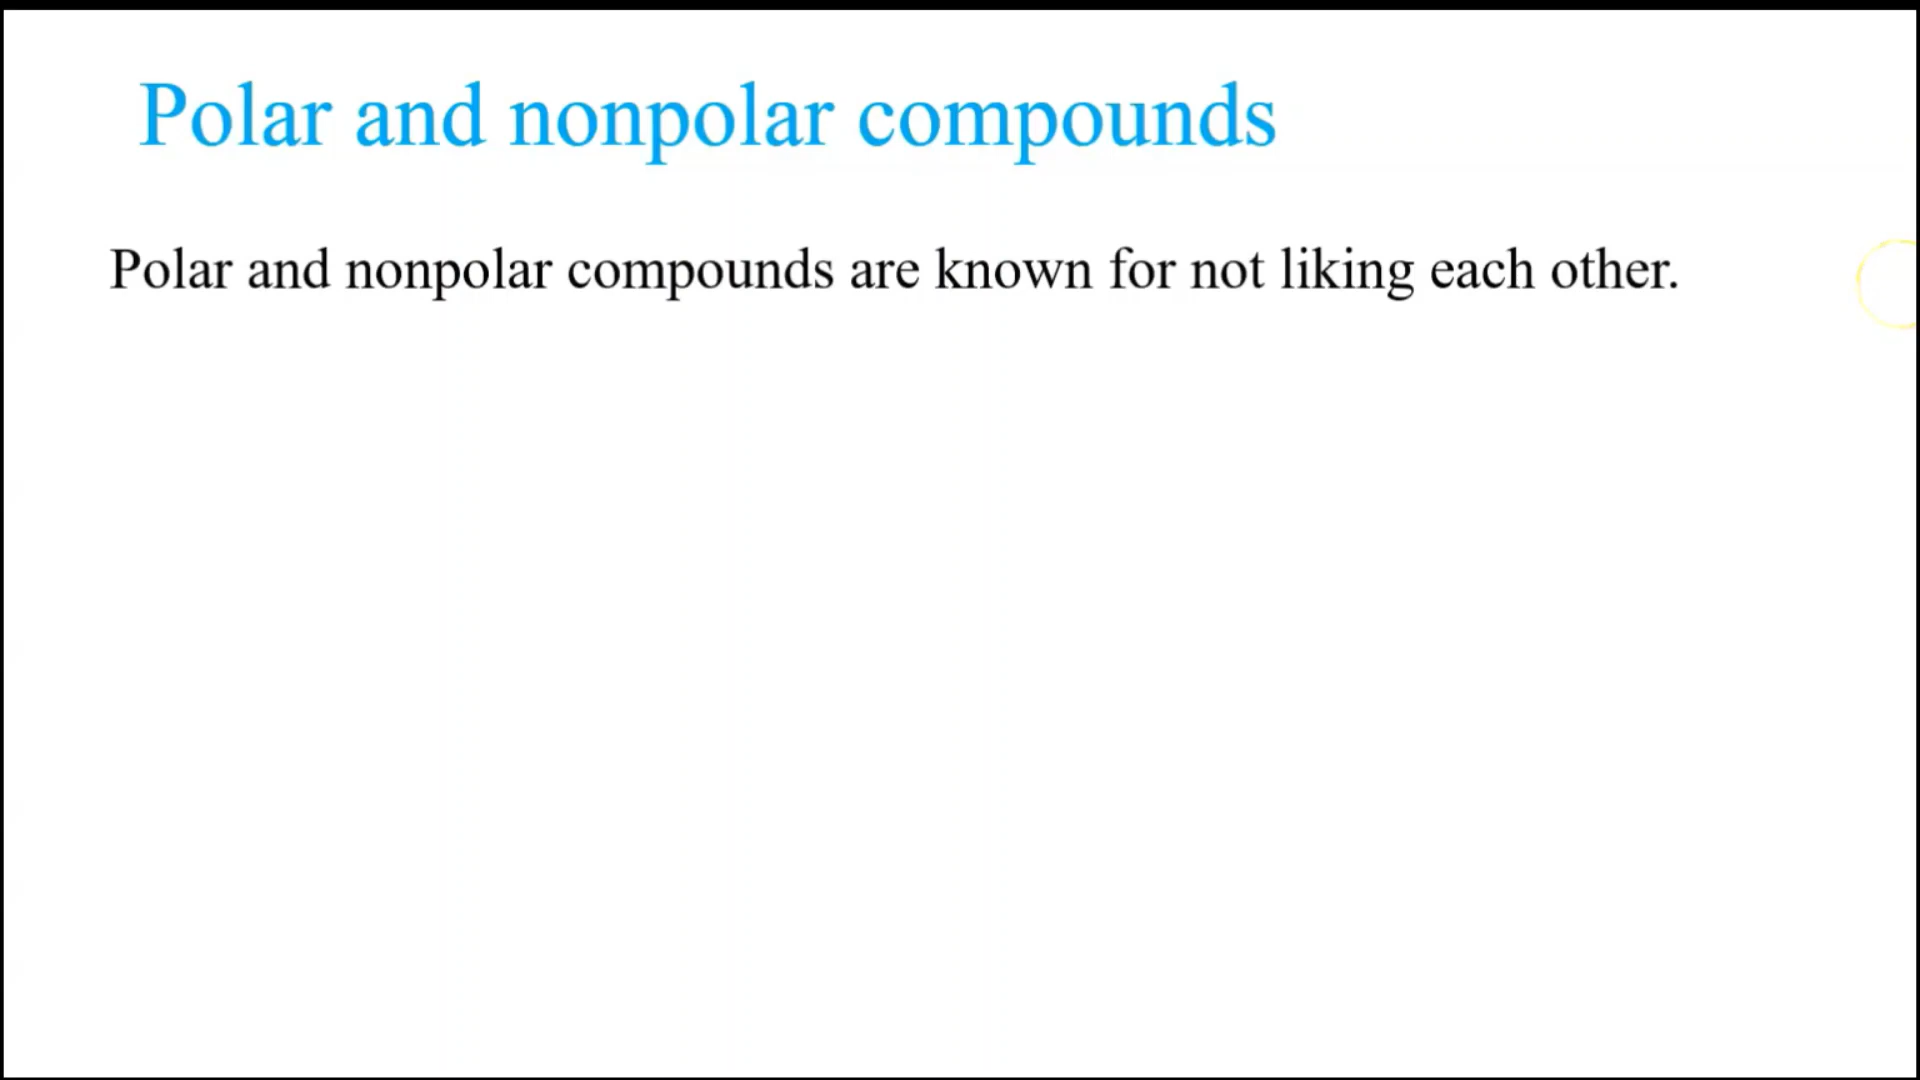 Polar and nonpolar compounds
Polar and nonpolar compounds are known for not liking each other.